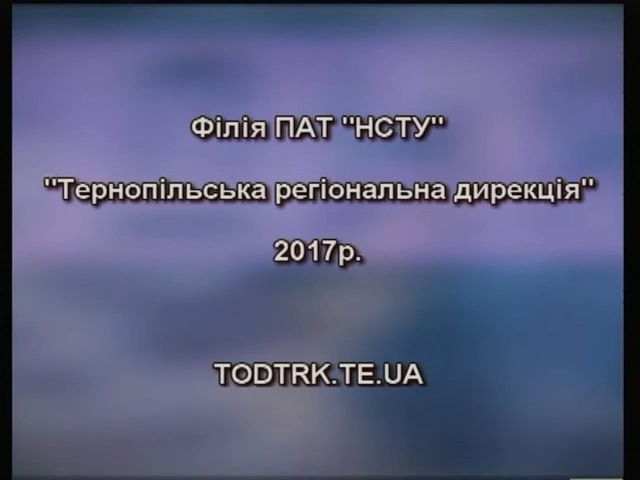 Філія ПАТ "НСТУ"
"Тернопільська регіональна дирекція"
2017р.
TODTRK.TE.UA